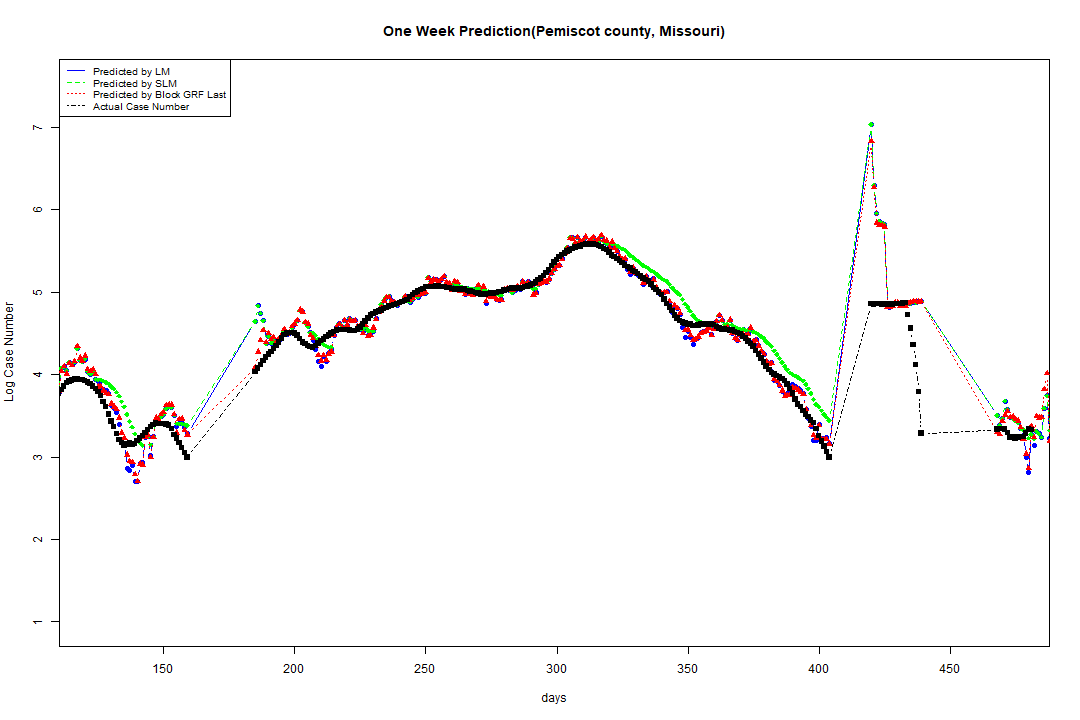 One Week Prediction(Pemiscot county, Missouri)
Predicted by LM
Predicted by SLM
Predicted by Block GRF Last
Actual Case Number
7
6
5
4
3
2
1
Log Case Number
150 200 250 300 350 400 450
days